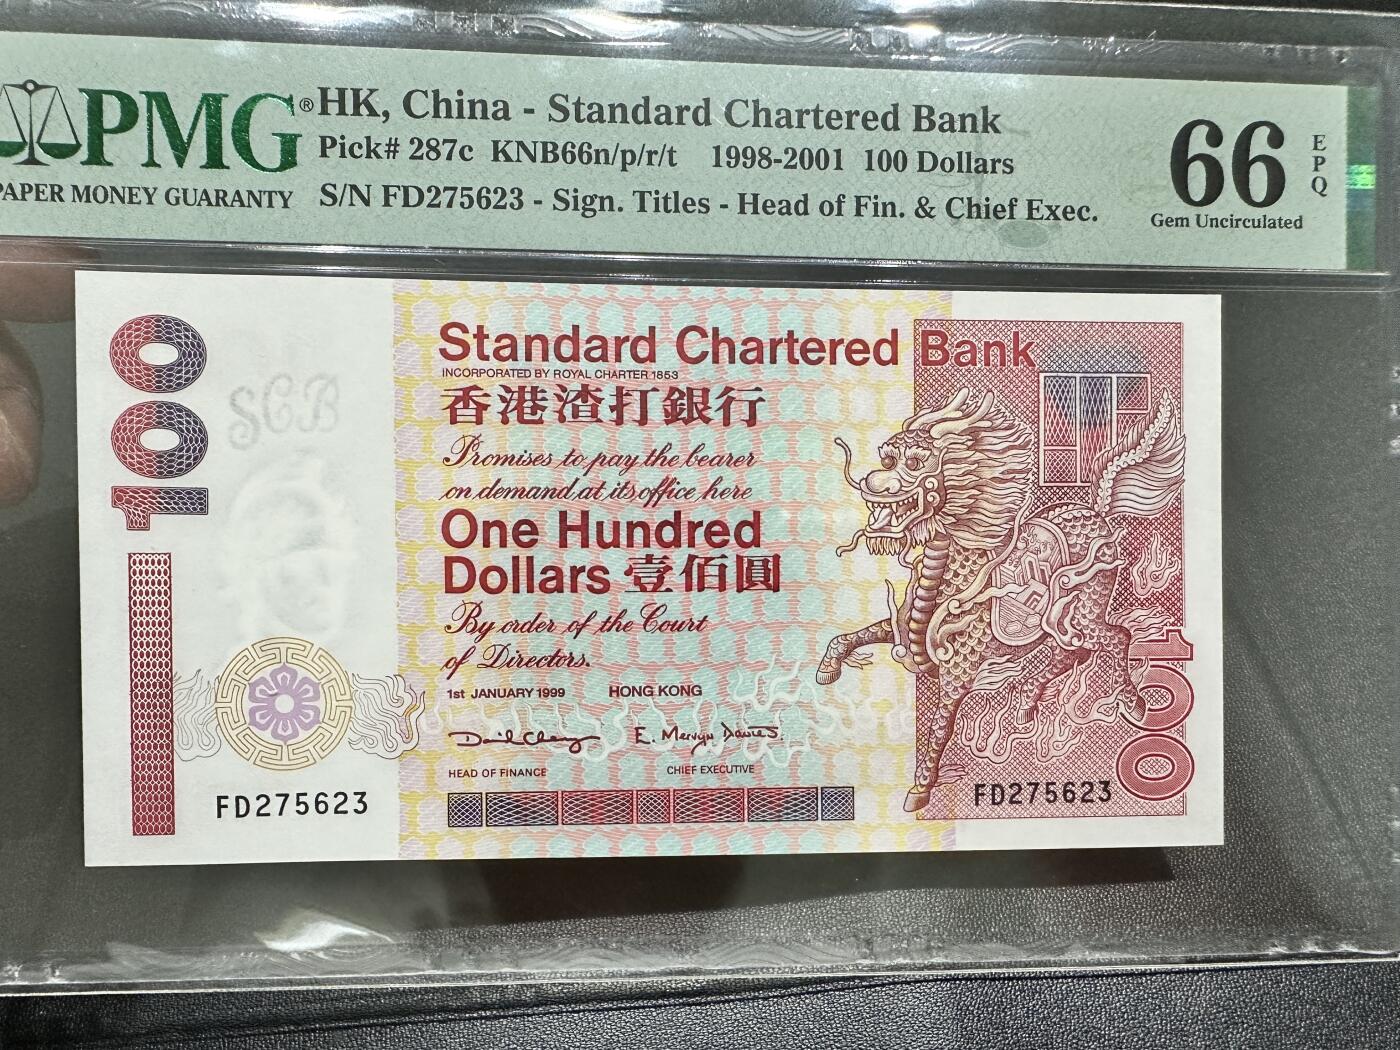 PMG®
PAPER MONEY GUARANTY
HK, China - Standard Chartered Bank
Pick# 287c KNB66n/p/r/t 1998-2001 100 Dollars
S/N FD275623 - Sign. Titles - Head of Fin. & Chief Exec.
66 EPQ
Gem Uncirculated
100
SCB
Standard Chartered Bank
INCORPORATED BY ROYAL CHARTER 1853
香港渣打銀行
Promises to pay the bearer
on demand at its office here
One Hundred
Dollars 壹佰圓
By order of the Court
of Directors.
1st JANUARY 1999 HONG KONG
David Cheng E. Mervyn Davies.
HEAD OF FINANCE CHIEF EXECUTIVE
FD275623
FD275623
100